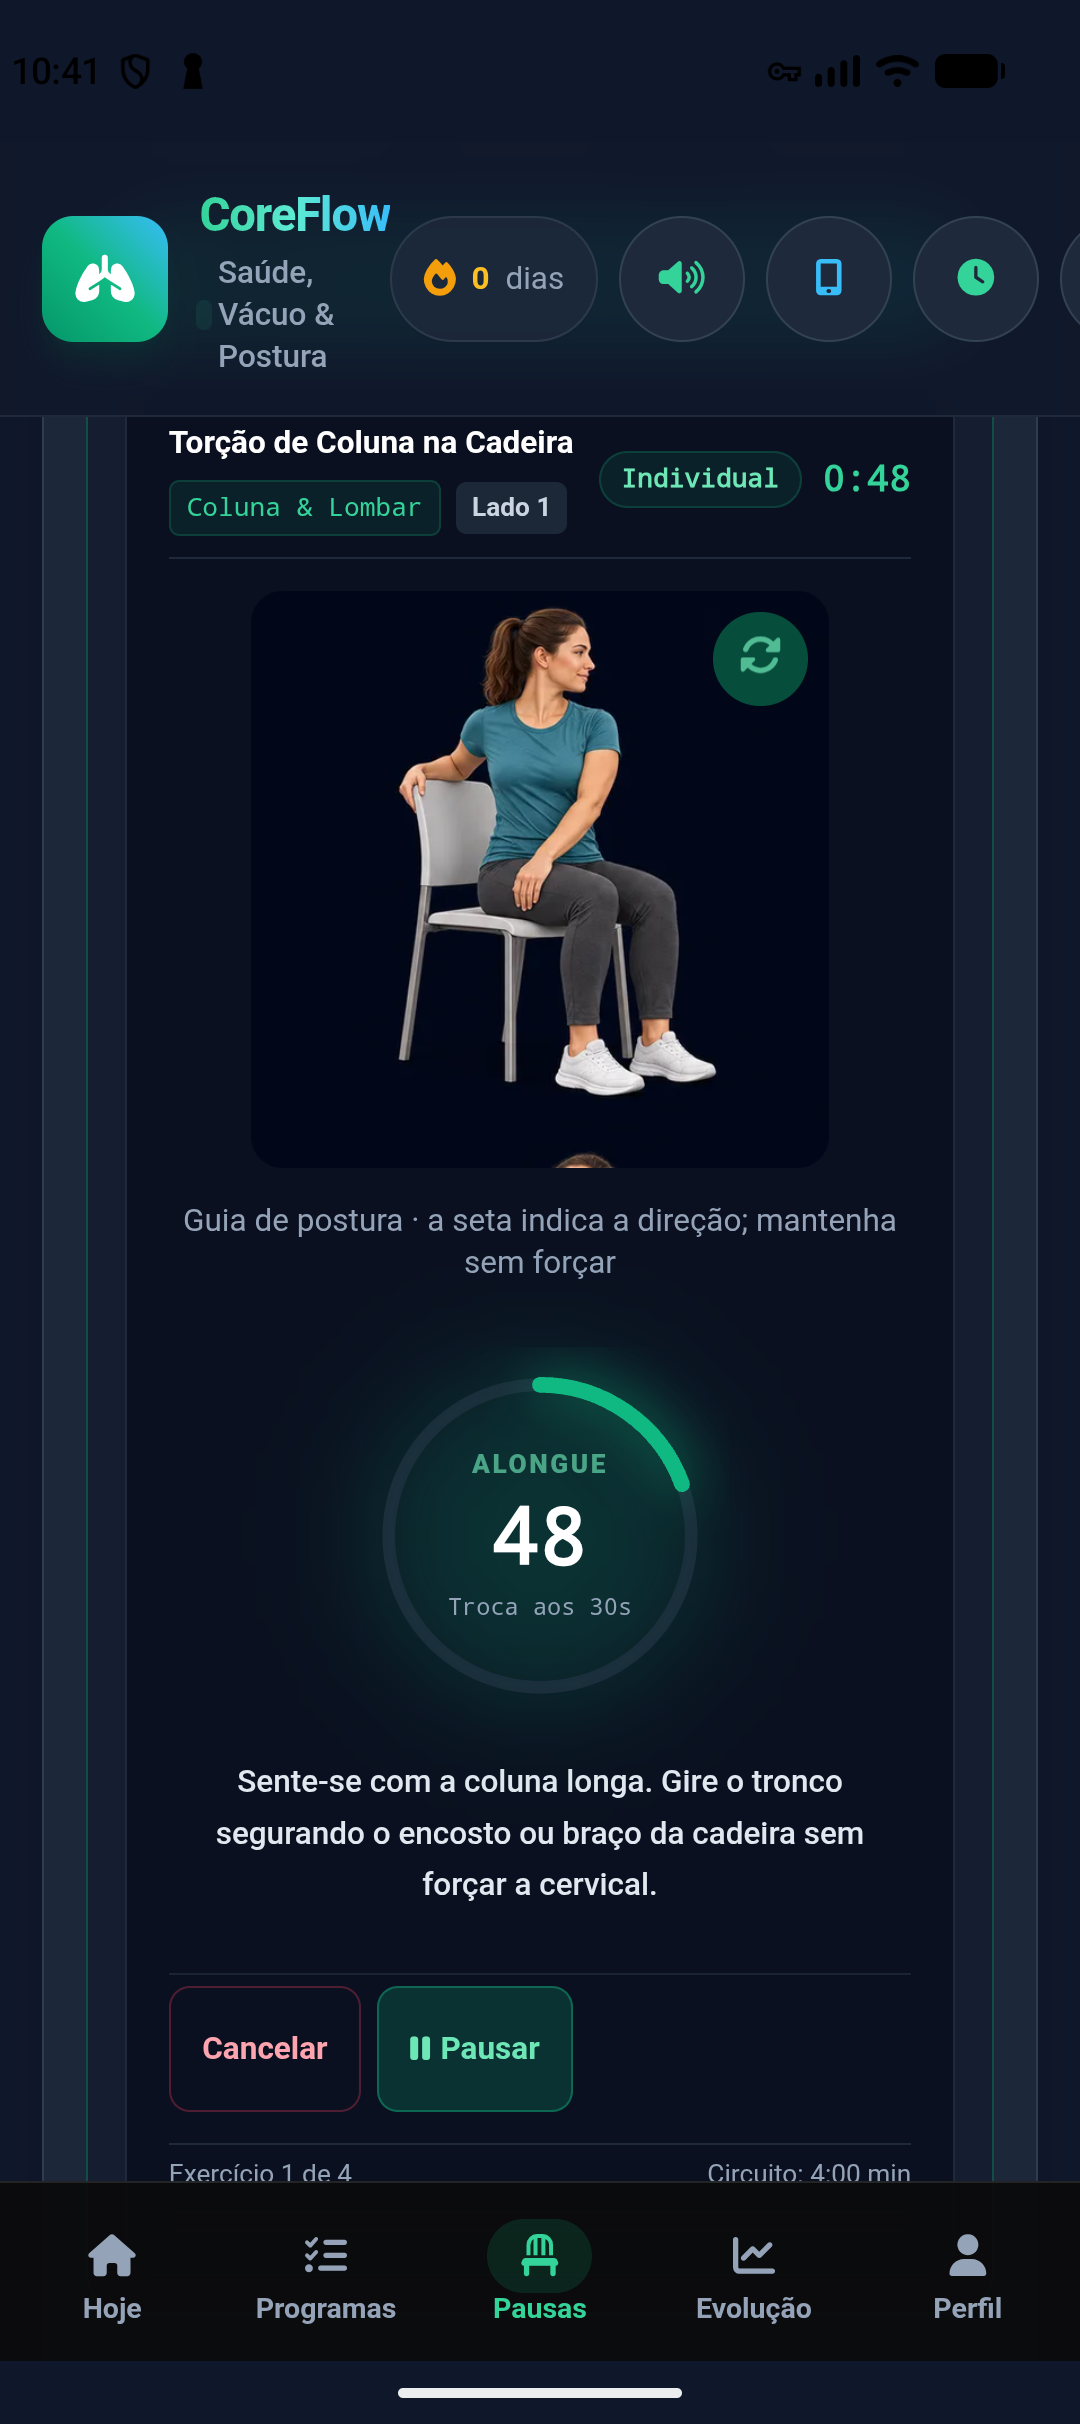 10:41
CoreFlow
Saúde,
Vácuo &
Postura
0 dias
Torção de Coluna na Cadeira
Coluna & Lombar
Lado 1
Individual
0:48
Guia de postura · a seta indica a direção; mantenha
sem forçar
ALONGUE
48
Troca aos 30s
Sente-se com a coluna longa. Gire o tronco
segurando o encosto ou braço da cadeira sem
forçar a cervical.
Cancelar
Pausar
Exercício 1 de 4
Circuito: 4:00 min
Hoje
Programas
Pausas
Evolução
Perfil